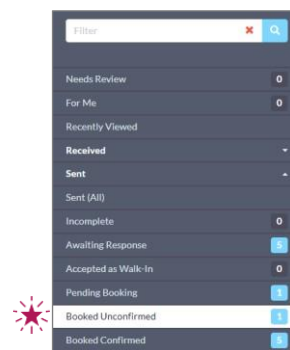 Filter
Needs Review 0
For Me 0
Recently Viewed
Received
Sent
Sent (All)
Incomplete 0
Awaiting Response 5
Accepted as Walk-In 0
Pending Booking 1
Booked Unconfirmed 1
Booked Confirmed 5